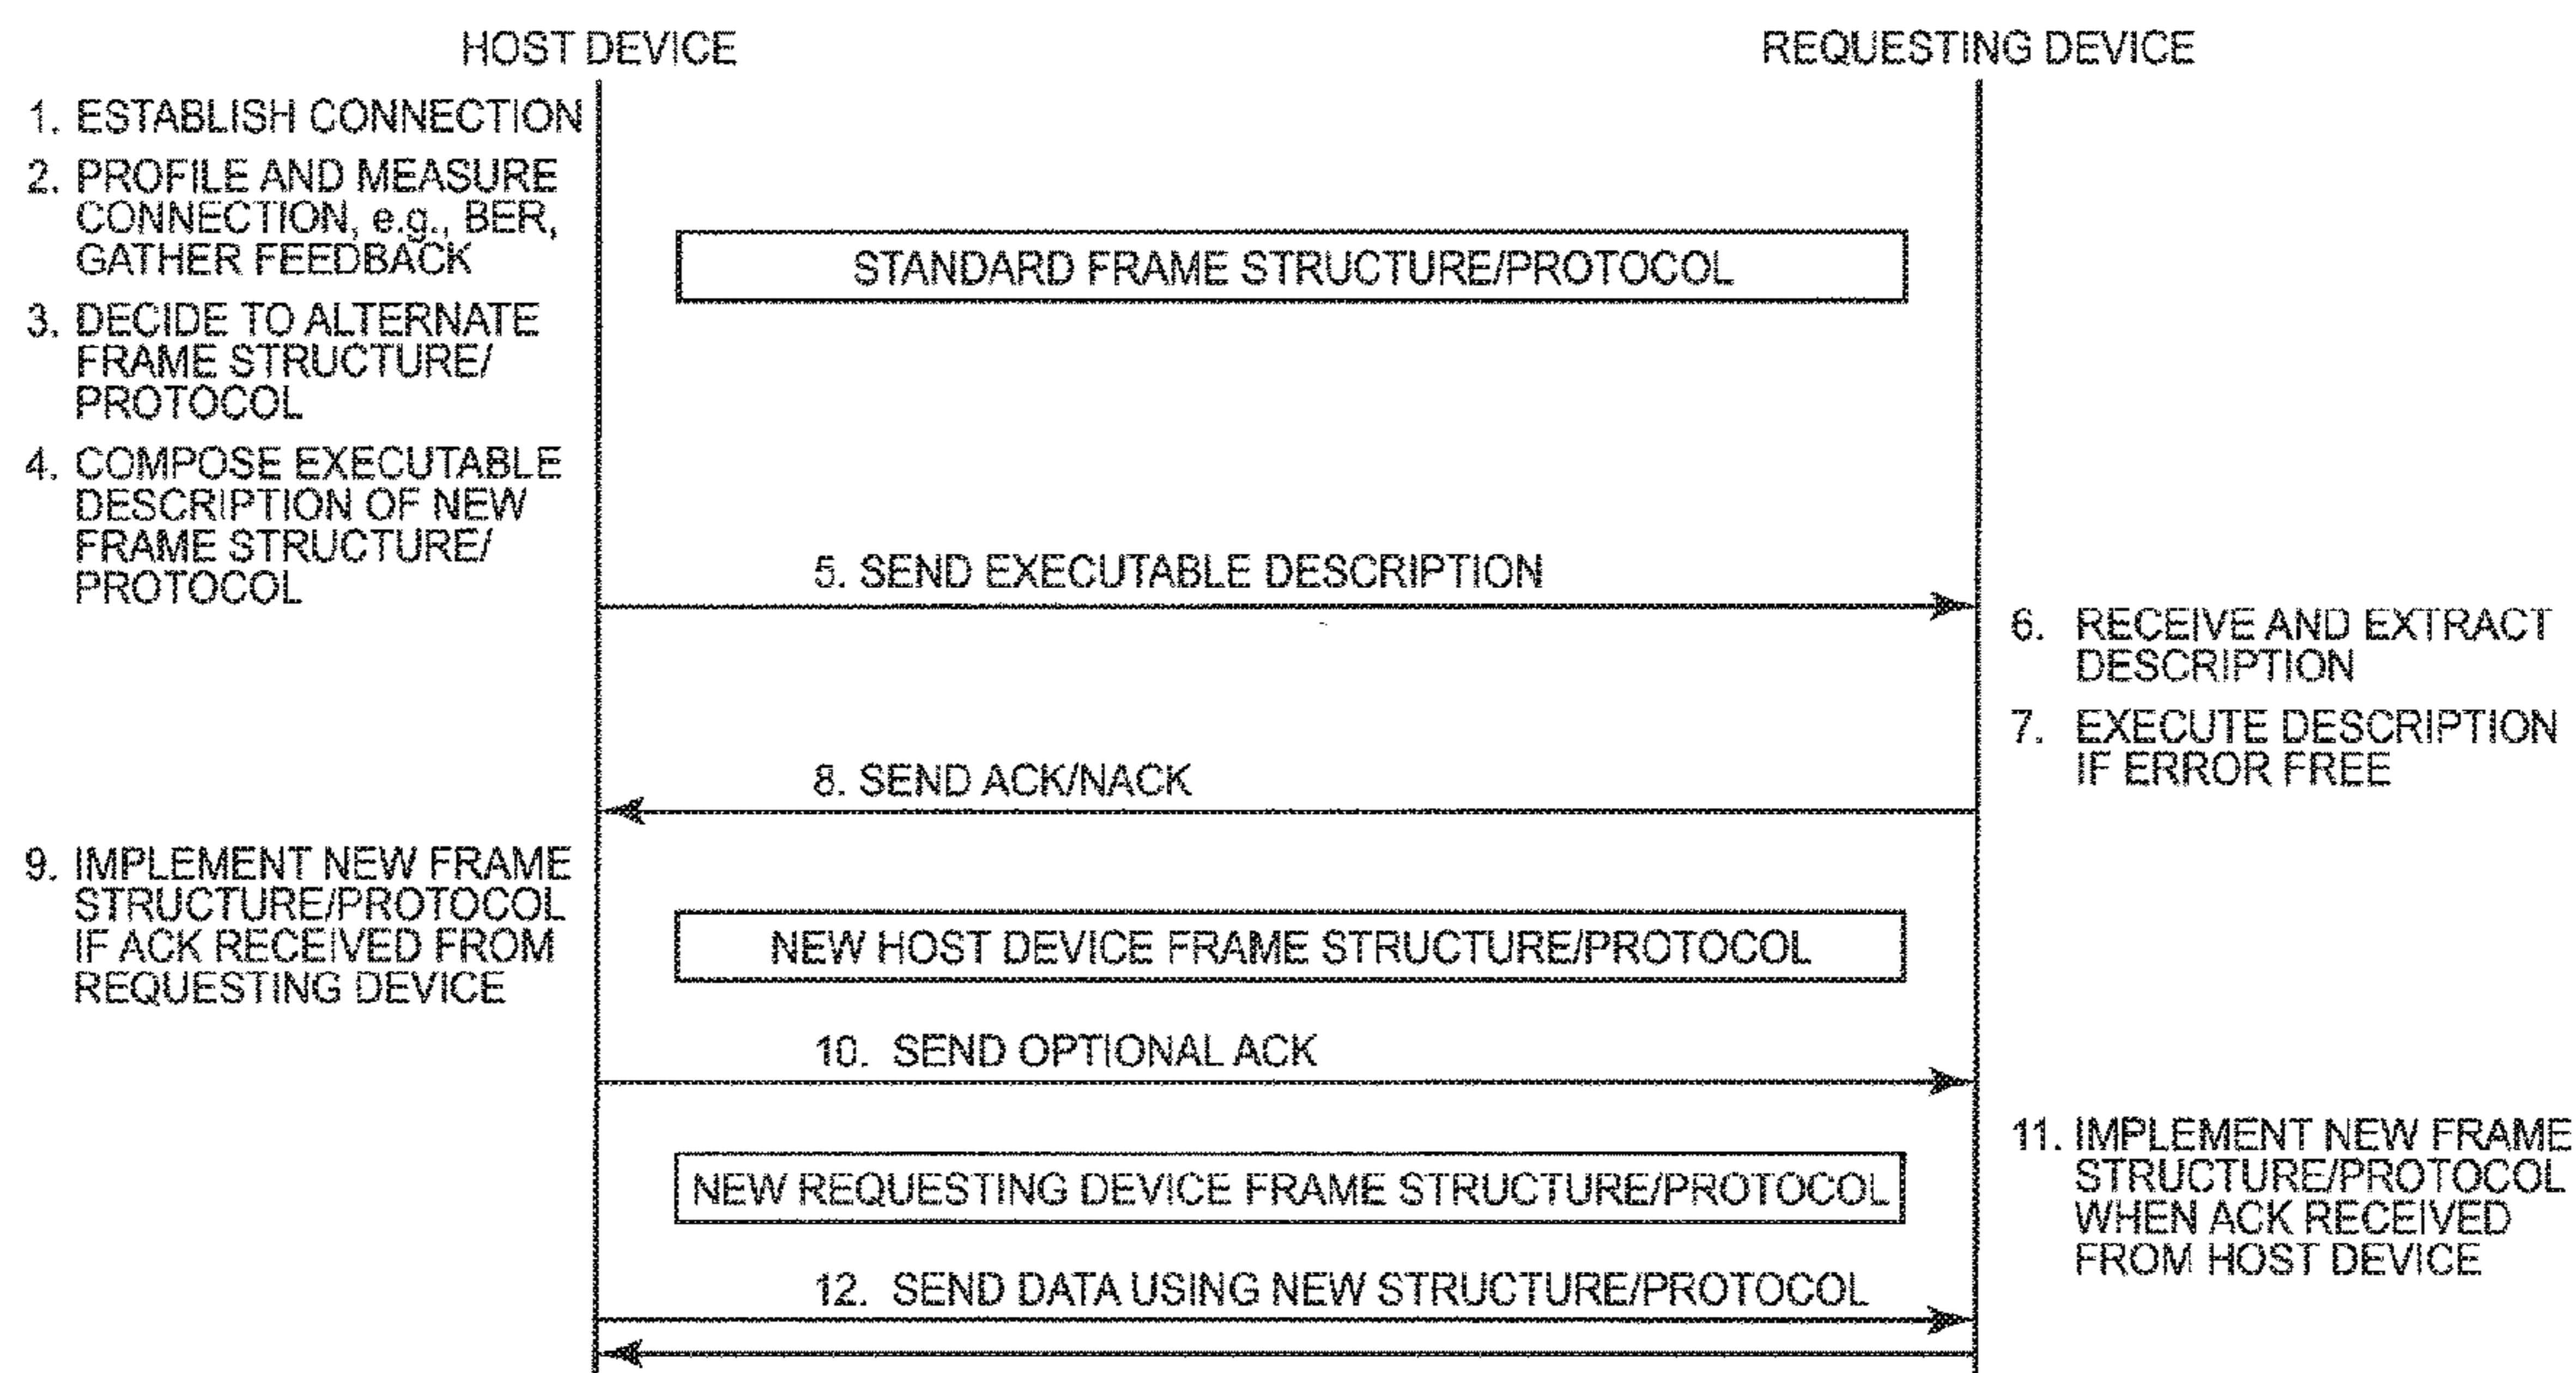 HOST DEVICE
REQUESTING DEVICE
1. ESTABLISH CONNECTION
2. PROFILE AND MEASURE
CONNECTION, e.g., BER,
GATHER FEEDBACK
STANDARD FRAME STRUCTURE/PROTOCOL
3. DECIDE TO ALTERNATE
FRAME STRUCTURE/
PROTOCOL
4. COMPOSE EXECUTABLE
DESCRIPTION OF NEW
FRAME STRUCTURE/
PROTOCOL
5. SEND EXECUTABLE DESCRIPTION
6. RECEIVE AND EXTRACT
DESCRIPTION
7. EXECUTE DESCRIPTION
IF ERROR FREE
8. SEND ACK/NACK
9. IMPLEMENT NEW FRAME
STRUCTURE/PROTOCOL
IF ACK RECEIVED FROM
REQUESTING DEVICE
NEW HOST DEVICE FRAME STRUCTURE/PROTOCOL
10. SEND OPTIONAL ACK
11. IMPLEMENT NEW FRAME
STRUCTURE/PROTOCOL
WHEN ACK RECEIVED
FROM HOST DEVICE
NEW REQUESTING DEVICE FRAME STRUCTURE/PROTOCOL
12. SEND DATA USING NEW STRUCTURE/PROTOCOL